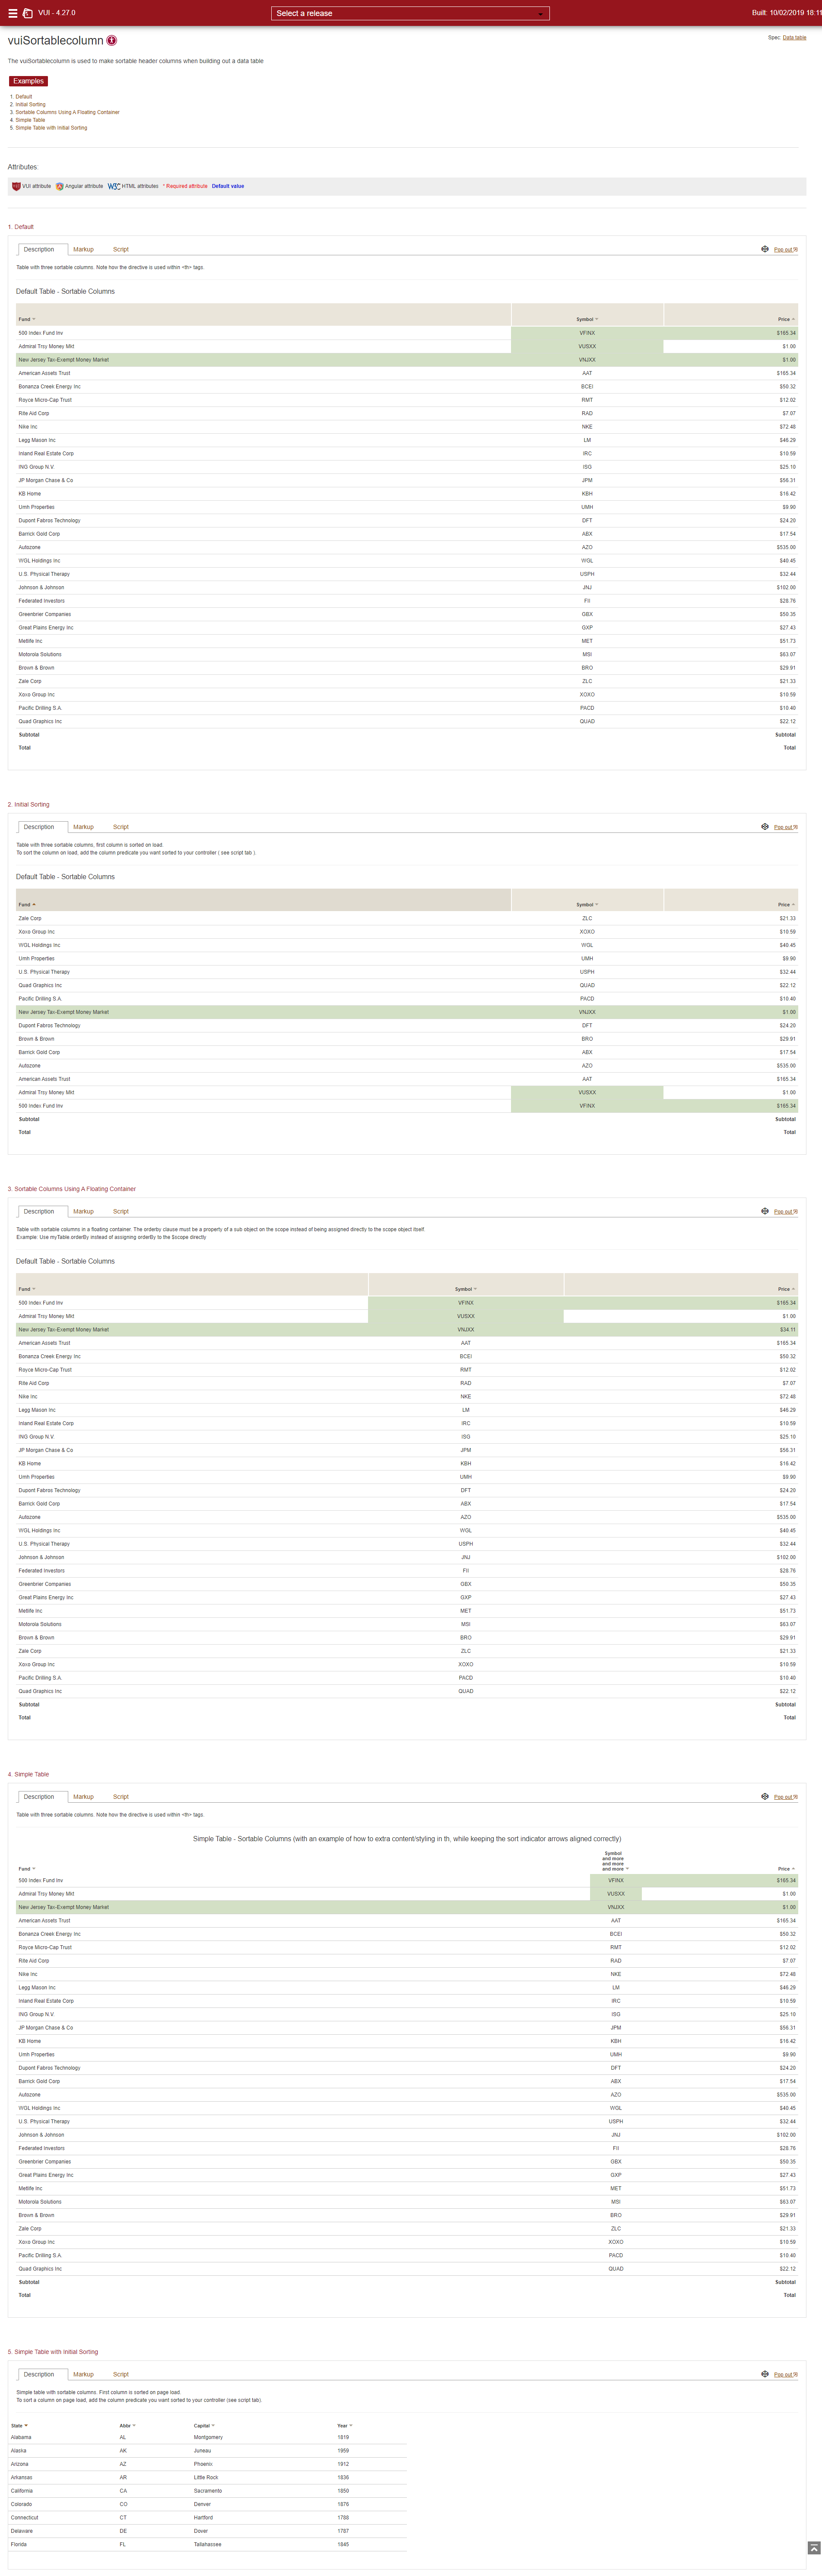 VUI - 4.27.0
Select a release
Built: 10/02/2019 18:11
vuiSortablecolumn
Spec: Data table
The vuiSortablecolumn is used to make sortable header columns when building out a data table
Examples
1. Default
2. Initial Sorting
3. Sortable Columns Using A Floating Container
4. Simple Table
5. Simple Table with Initial Sorting
Attributes:
VUI attribute Angular attribute W3C HTML attributes * Required attribute Default value
1. Default
Description Markup Script Pop out
Table with three sortable columns. Note how the directive is used within <th> tags.
Default Table - Sortable Columns
Fund Symbol Price
500 Index Fund Inv VFINX $165.34
Admiral Trsy Money Mkt VUSXX $1.00
New Jersey Tax-Exempt Money Market VNJXX $1.00
American Assets Trust AAT $165.34
Bonanza Creek Energy Inc BCEI $50.32
Royce Micro-Cap Trust RMT $12.02
Rite Aid Corp RAD $7.07
Nike Inc NKE $72.48
Legg Mason Inc LM $46.29
Inland Real Estate Corp IRC $10.59
ING Group N.V. ISG $25.10
JP Morgan Chase & Co JPM $56.31
KB Home KBH $16.42
Umh Properties UMH $9.90
Dupont Fabros Technology DFT $24.20
Barrick Gold Corp ABX $17.54
Autozone AZO $535.00
WGL Holdings Inc WGL $40.45
U.S. Physical Therapy USPH $32.44
Johnson & Johnson JNJ $102.00
Federated Investors FII $28.76
Greenbrier Companies GBX $50.35
Great Plains Energy Inc GXP $27.43
Metlife Inc MET $51.73
Motorola Solutions MSI $63.07
Brown & Brown BRO $29.91
Zale Corp ZLC $21.33
Xoxo Group Inc XOXO $10.59
Pacific Drilling S.A. PACD $10.40
Quad Graphics Inc QUAD $22.12
Subtotal Subtotal
Total Total
2. Initial Sorting
Description Markup Script Pop out
Table with three sortable columns, first column is sorted on load.
To sort the column on load, add the column predicate you want sorted to your controller ( see script tab ).
Default Table - Sortable Columns
Fund Symbol Price
Zale Corp ZLC $21.33
Xoxo Group Inc XOXO $10.59
WGL Holdings Inc WGL $40.45
Umh Properties UMH $9.90
U.S. Physical Therapy USPH $32.44
Quad Graphics Inc QUAD $22.12
Pacific Drilling S.A. PACD $10.40
New Jersey Tax-Exempt Money Market VNJXX $1.00
Dupont Fabros Technology DFT $24.20
Brown & Brown BRO $29.91
Barrick Gold Corp ABX $17.54
Autozone AZO $535.00
American Assets Trust AAT $165.34
Admiral Trsy Money Mkt VUSXX $1.00
500 Index Fund Inv VFINX $165.34
Subtotal Subtotal
Total Total
3. Sortable Columns Using A Floating Container
Description Markup Script Pop out
Table with sortable columns in a floating container. The orderby clause must be a property of a sub object on the scope instead of being assigned directly to the scope object itself.
Example: Use myTable.orderBy instead of assigning orderBy to the $scope directly
Default Table - Sortable Columns
Fund Symbol Price
500 Index Fund Inv VFINX $165.34
Admiral Trsy Money Mkt VUSXX $1.00
New Jersey Tax-Exempt Money Market VNJXX $34.11
American Assets Trust AAT $165.34
Bonanza Creek Energy Inc BCEI $50.32
Royce Micro-Cap Trust RMT $12.02
Rite Aid Corp RAD $7.07
Nike Inc NKE $72.48
Legg Mason Inc LM $46.29
Inland Real Estate Corp IRC $10.59
ING Group N.V. ISG $25.10
JP Morgan Chase & Co JPM $56.31
KB Home KBH $16.42
Umh Properties UMH $9.90
Dupont Fabros Technology DFT $24.20
Barrick Gold Corp ABX $17.54
Autozone AZO $535.00
WGL Holdings Inc WGL $40.45
U.S. Physical Therapy USPH $32.44
Johnson & Johnson JNJ $102.00
Federated Investors FII $28.76
Greenbrier Companies GBX $50.35
Great Plains Energy Inc GXP $27.43
Metlife Inc MET $51.73
Motorola Solutions MSI $63.07
Brown & Brown BRO $29.91
Zale Corp ZLC $21.33
Xoxo Group Inc XOXO $10.59
Pacific Drilling S.A. PACD $10.40
Quad Graphics Inc QUAD $22.12
Subtotal Subtotal
Total Total
4. Simple Table
Description Markup Script Pop out
Table with three sortable columns. Note how the directive is used within <th> tags.
Simple Table - Sortable Columns (with an example of how to extra content/styling in th, while keeping the sort indicator arrows aligned correctly)
Symbol
and more
and more
Fund and more Price
500 Index Fund Inv VFINX $165.34
Admiral Trsy Money Mkt VUSXX $1.00
New Jersey Tax-Exempt Money Market VNJXX $1.00
American Assets Trust AAT $165.34
Bonanza Creek Energy Inc BCEI $50.32
Royce Micro-Cap Trust RMT $12.02
Rite Aid Corp RAD $7.07
Nike Inc NKE $72.48
Legg Mason Inc LM $46.29
Inland Real Estate Corp IRC $10.59
ING Group N.V. ISG $25.10
JP Morgan Chase & Co JPM $56.31
KB Home KBH $16.42
Umh Properties UMH $9.90
Dupont Fabros Technology DFT $24.20
Barrick Gold Corp ABX $17.54
Autozone AZO $535.00
WGL Holdings Inc WGL $40.45
U.S. Physical Therapy USPH $32.44
Johnson & Johnson JNJ $102.00
Federated Investors FII $28.76
Greenbrier Companies GBX $50.35
Great Plains Energy Inc GXP $27.43
Metlife Inc MET $51.73
Motorola Solutions MSI $63.07
Brown & Brown BRO $29.91
Zale Corp ZLC $21.33
Xoxo Group Inc XOXO $10.59
Pacific Drilling S.A. PACD $10.40
Quad Graphics Inc QUAD $22.12
Subtotal Subtotal
Total Total
5. Simple Table with Initial Sorting
Description Markup Script Pop out
Simple table with sortable columns. First column is sorted on page load.
To sort a column on page load, add the column predicate you want sorted to your controller (see script tab).
State Abbr Capital Year
Alabama AL Montgomery 1819
Alaska AK Juneau 1959
Arizona AZ Phoenix 1912
Arkansas AR Little Rock 1836
California CA Sacramento 1850
Colorado CO Denver 1876
Connecticut CT Hartford 1788
Delaware DE Dover 1787
Florida FL Tallahassee 1845